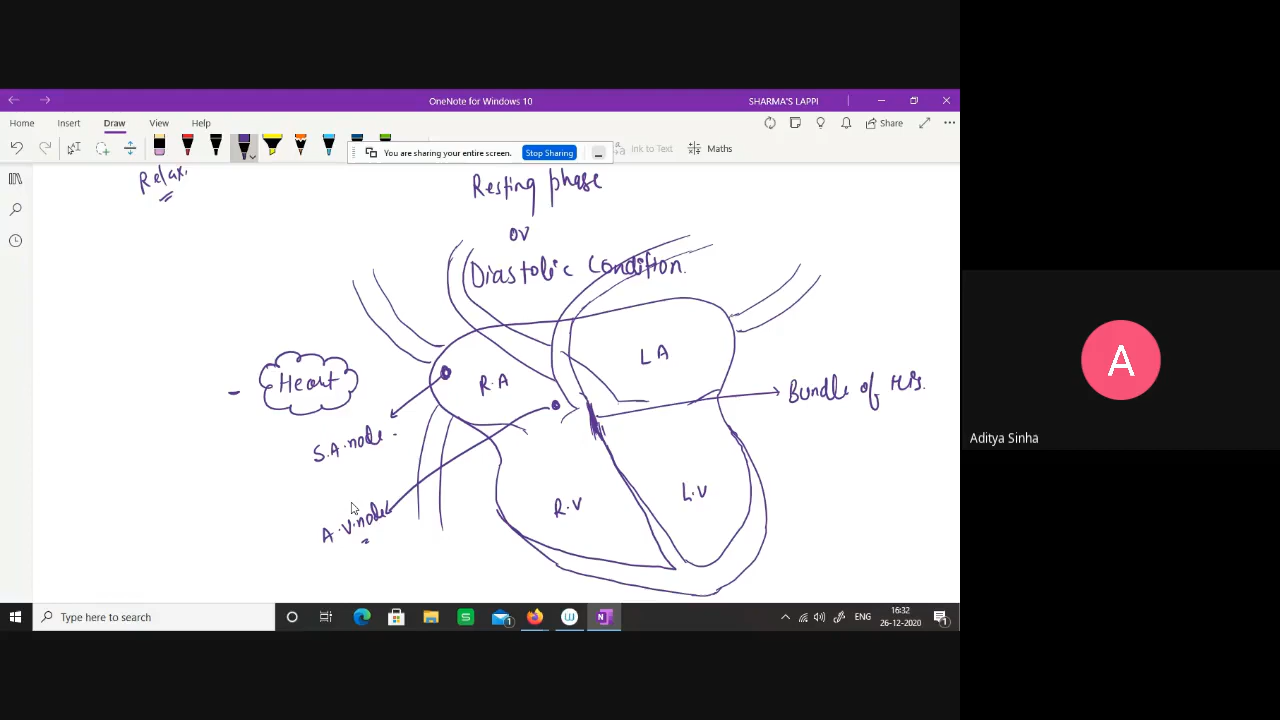 OneNote for Windows 10
SHARMA'S LAPPI
Home Insert Draw View Help
Share
You are sharing your entire screen.
Stop Sharing
Ink to Text
Maths
Relax.
Resting phase
or
Diastolic Condition.
Heart
R.A
L A
Bundle of His.
S.A.node
A.V.node
R.V
L.V
Aditya Sinha
A
Type here to search
ENG
16:32
26-12-2020